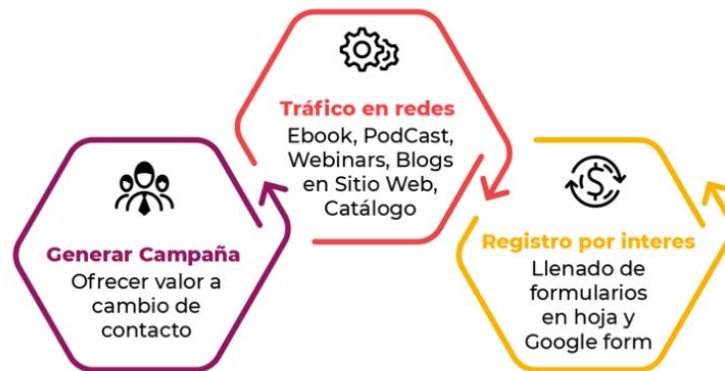 Generar Campaña
Ofrecer valor a
cambio de
contacto
Tráfico en redes
Ebook, PodCast,
Webinars, Blogs
en Sitio Web,
Catálogo
Registro por interes
Llenado de
formularios
en hoja y
Google form